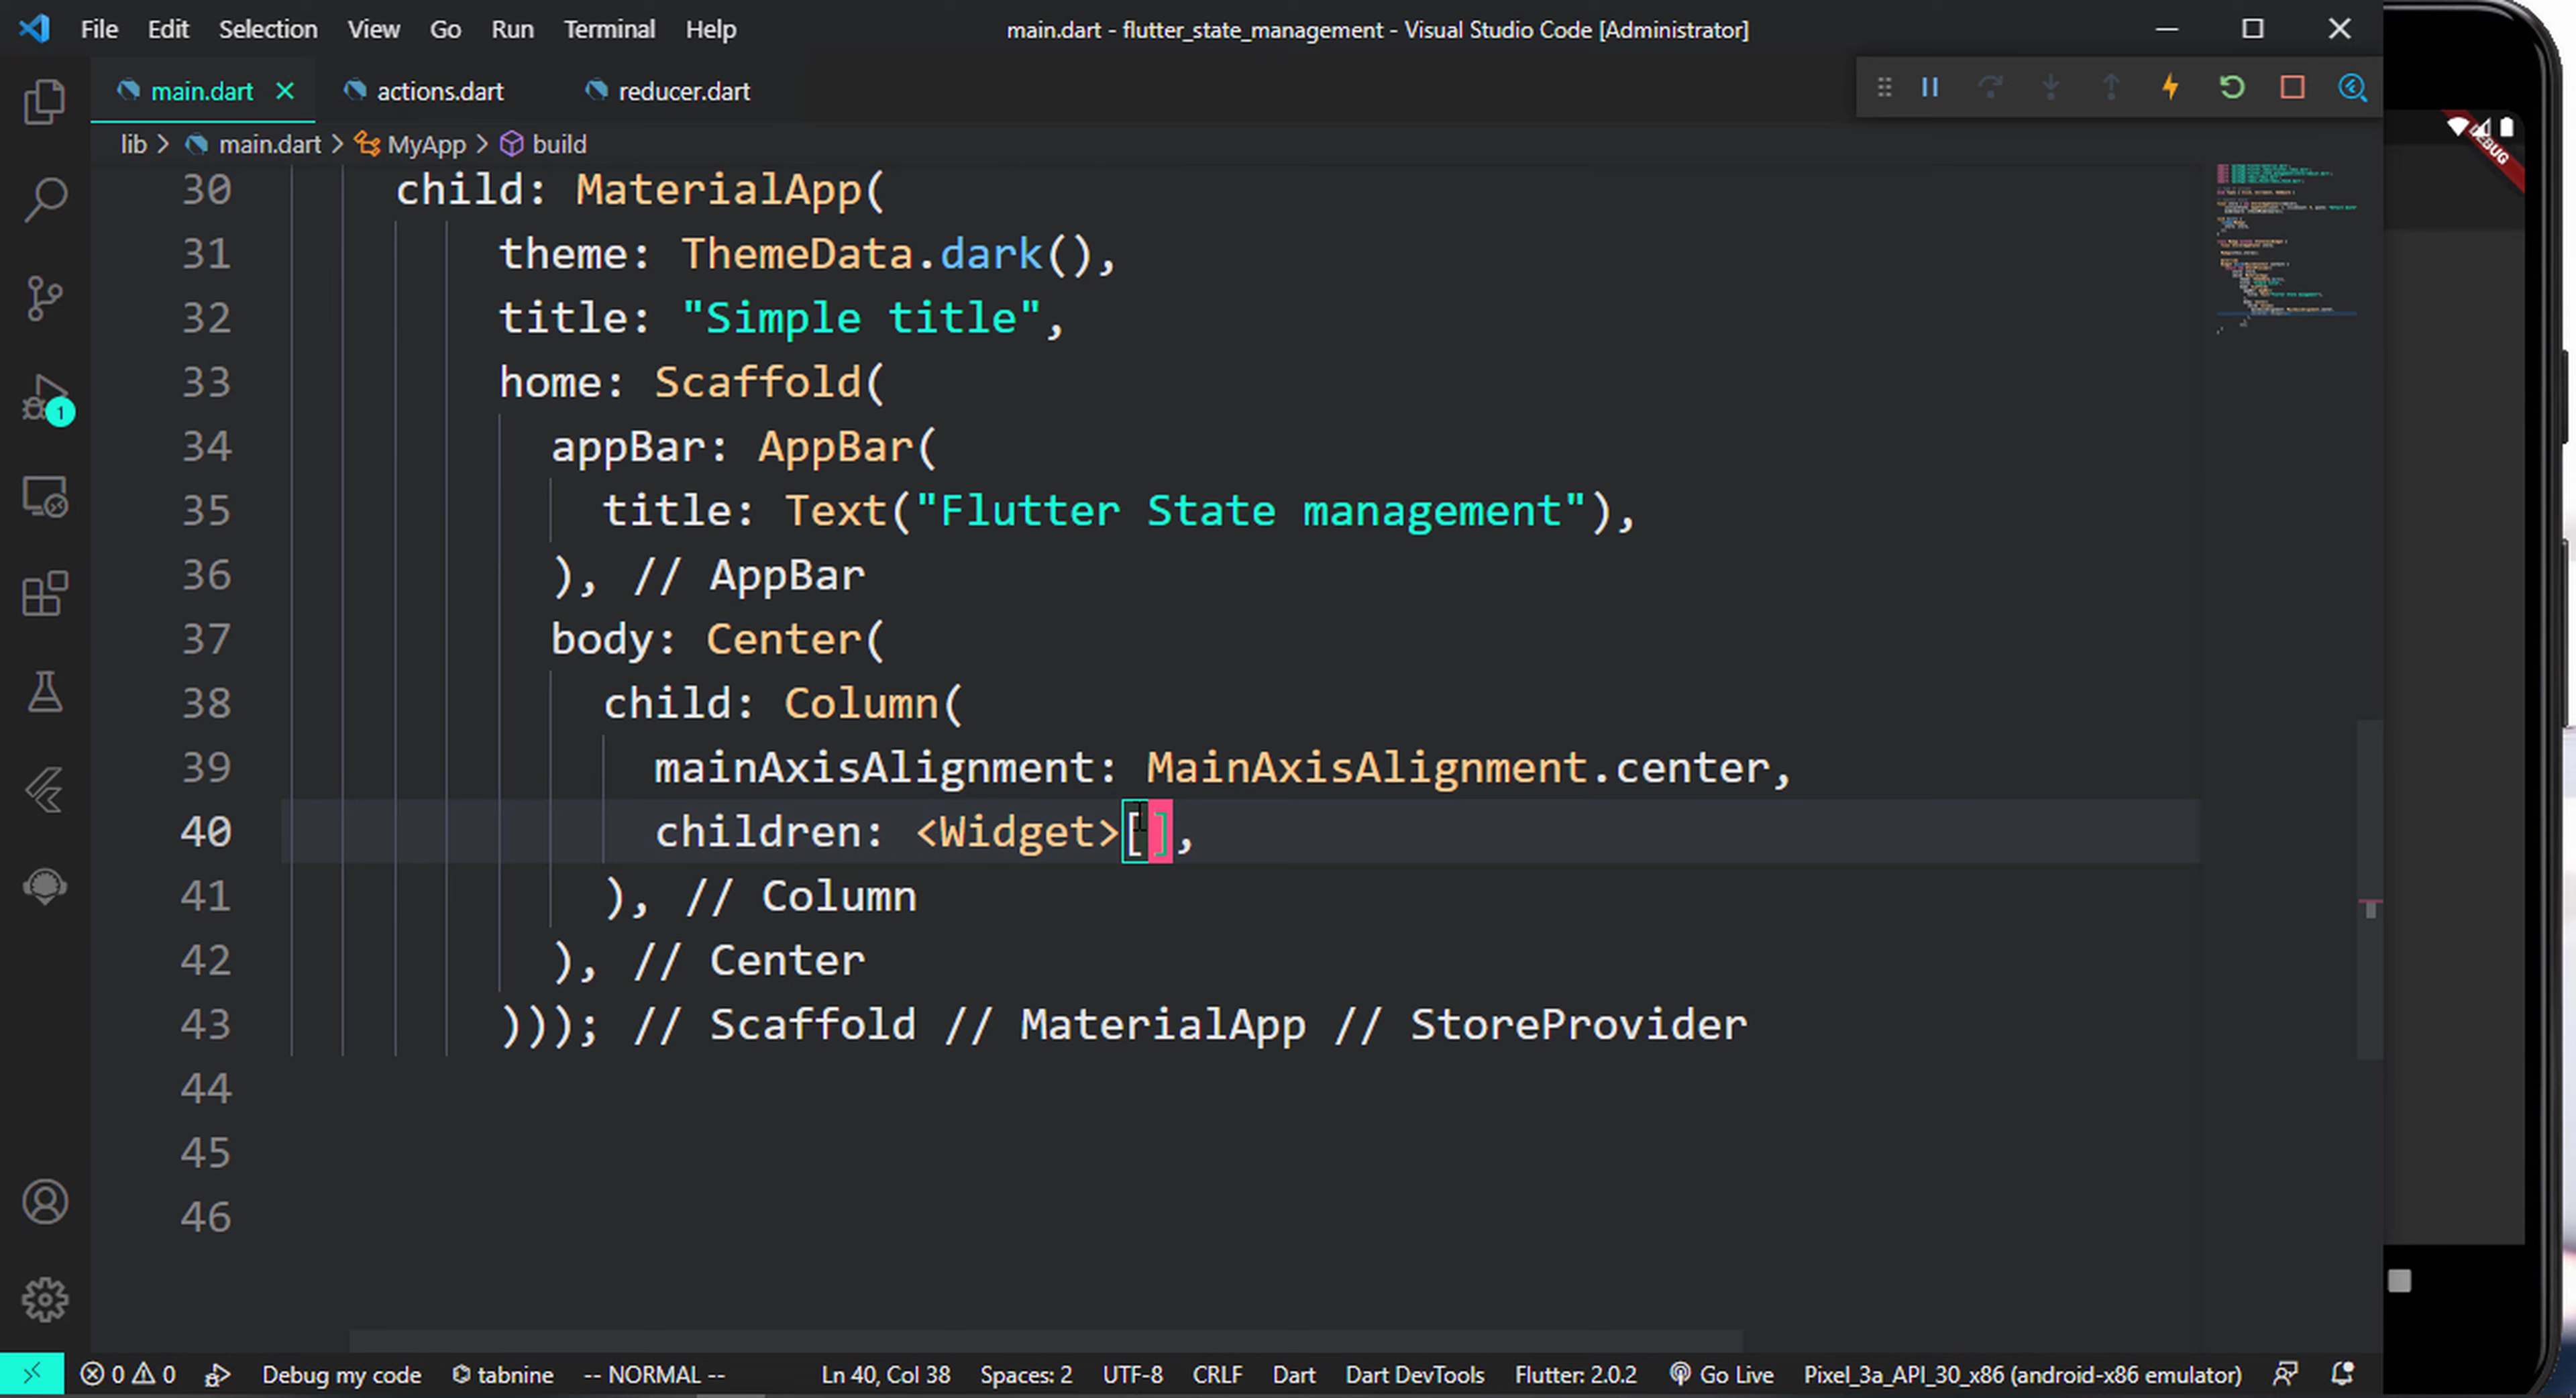 File Edit Selection View Go Run Terminal Help main.dart - flutter_state_management - Visual Studio Code [Administrator]
main.dart actions.dart reducer.dart
lib > main.dart > MyApp > build
DEBUG
30 child: MaterialApp(
31 theme: ThemeData.dark(),
32 title: "Simple title",
33 home: Scaffold(
34 appBar: AppBar(
35 title: Text("Flutter State management"),
36 ), // AppBar
37 body: Center(
38 child: Column(
39 mainAxisAlignment: MainAxisAlignment.center,
40 children: <Widget>[],
41 ), // Column
42 ), // Center
43 ))); // Scaffold // MaterialApp // StoreProvider
44
45
46
1
0 0 Debug my code tabnine -- NORMAL -- Ln 40, Col 38 Spaces: 2 UTF-8 CRLF Dart Dart DevTools Flutter: 2.0.2 Go Live Pixel_3a_API_30_x86 (android-x86 emulator)